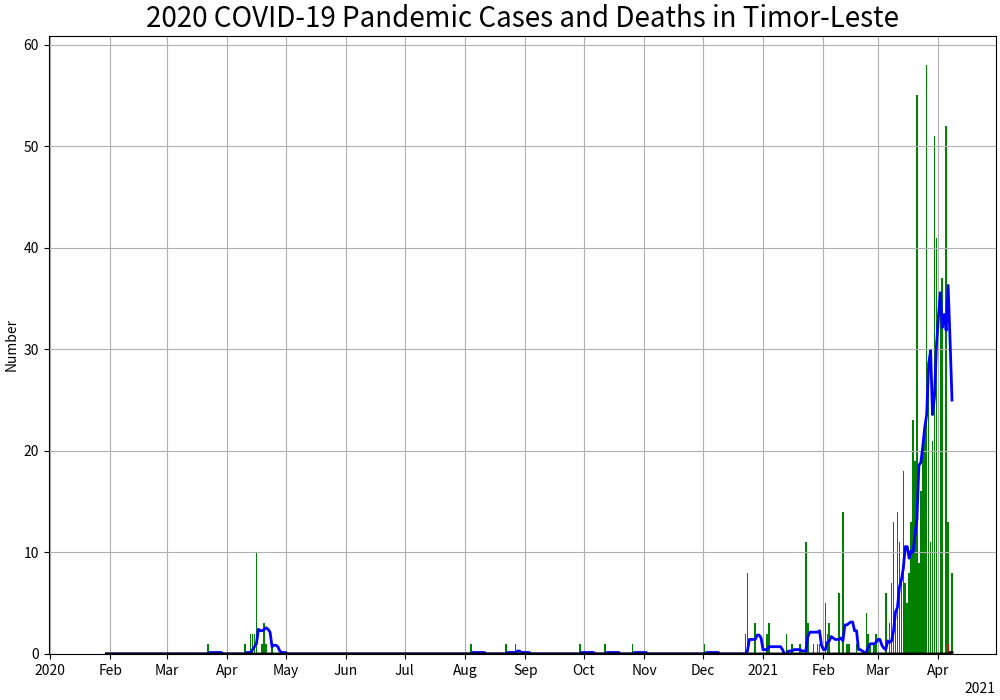 2020 COVID-19 Pandemic Cases and Deaths in Timor-Leste
60
50
40
30
20
10
0
Number
2020 Feb Mar Apr May Jun Jul Aug Sep Oct Nov Dec 2021 Feb Mar Apr
2021